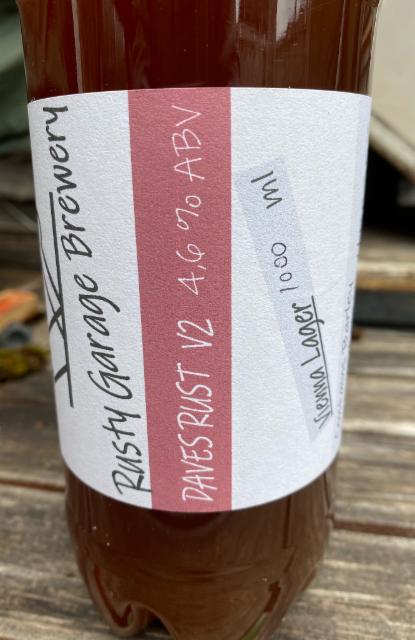 Rusty Garage Brewery
DAVES RUST V2 4,6 % ABV
Vienna Lager 1000 ml